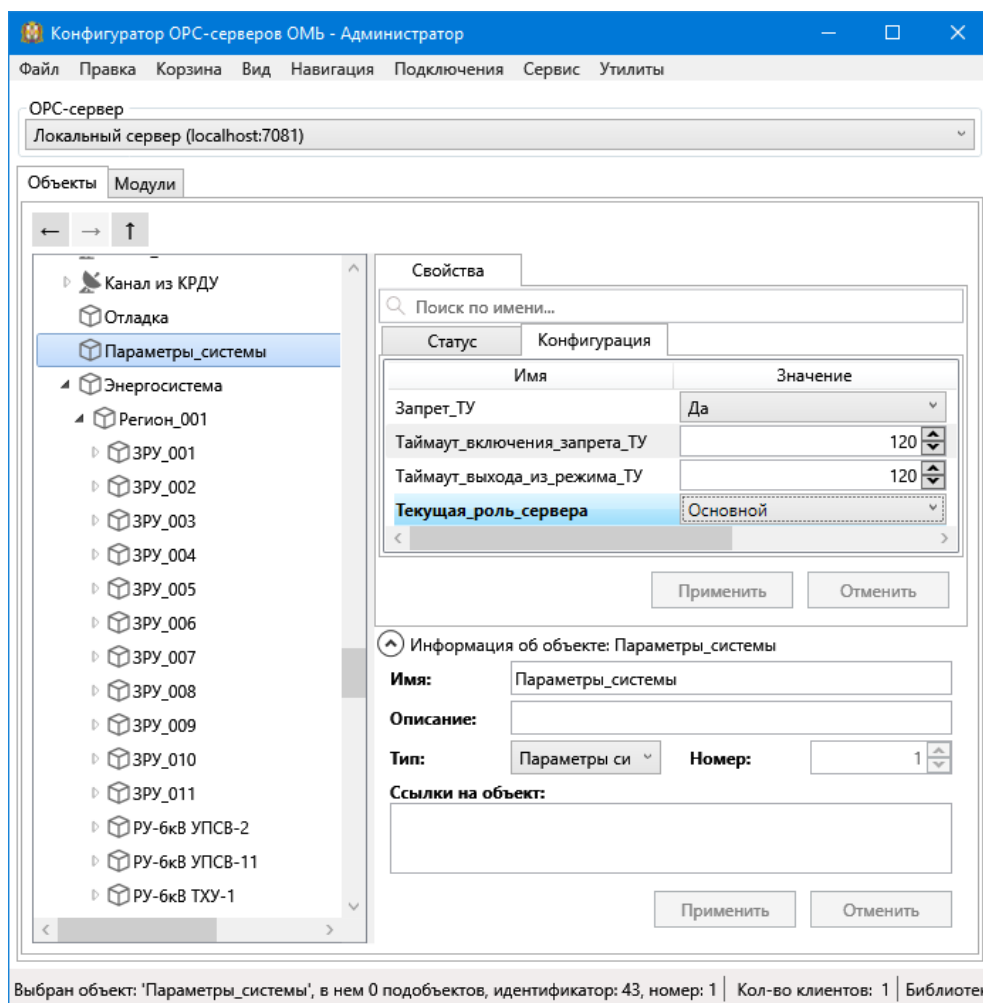 Конфигуратор OPC-серверов ОМЬ - Администратор
Файл Правка Корзина Вид Навигация Подключения Сервис Утилиты
OPC-сервер
Локальный сервер (localhost:7081)
Объекты Модули
← → ↑
Канал из КРДУ
Отладка
Параметры_системы
Энергосистема
Регион_001
ЗРУ_001
ЗРУ_002
ЗРУ_003
ЗРУ_004
ЗРУ_005
ЗРУ_006
ЗРУ_007
ЗРУ_008
ЗРУ_009
ЗРУ_010
ЗРУ_011
РУ-6кВ УПСВ-2
РУ-6кВ УПСВ-11
РУ-6кВ ТХУ-1
Свойства
Поиск по имени...
Статус Конфигурация
Имя Значение
Запрет_ТУ Да
Таймаут_включения_запрета_ТУ 120
Таймаут_выхода_из_режима_ТУ 120
Текущая_роль_сервера Основной
Применить Отменить
Информация об объекте: Параметры_системы
Имя: Параметры_системы
Описание:
Тип: Параметры си Номер: 1
Ссылки на объект:
Применить Отменить
Выбран объект: 'Параметры_системы', в нем 0 подобъектов, идентификатор: 43, номер: 1 Кол-во клиентов: 1 Библиотек